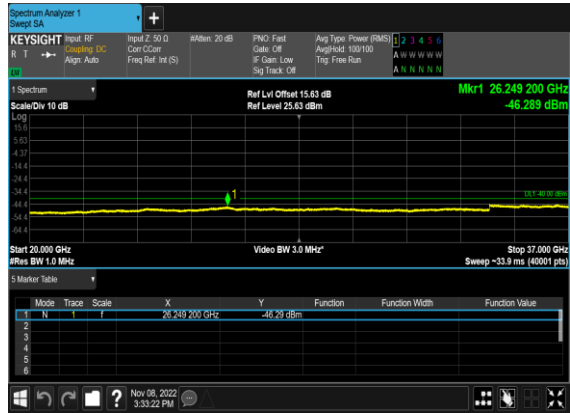 Spectrum Analyzer 1
Swept SA
KEYSIGHT Input: RF Input Z: 50 Ω #Atten: 20 dB PNO: Fast Avg Type: Power (RMS) 1 2 3 4 5 6
R T Coupling: DC Corr CCorr Gate: Off Avg|Hold: 100/100 A W W W W W
Align: Auto Freq Ref: Int (S) IF Gain: Low Trig: Free Run
Sig Track: Off A N N N N N
1 Spectrum
Ref Lvl Offset 15.63 dB Mkr1 26.249 200 GHz
Scale/Div 10 dB Ref Level 25.63 dBm -46.289 dBm
Log
15.6
5.63
-4.37
-14.4
-24.4
-34.4 1 DL1 -40.00 dBm
-44.4
-54.4
-64.4
Start 20.000 GHz Video BW 3.0 MHz* Stop 37.000 GHz
#Res BW 1.0 MHz Sweep ~33.9 ms (40001 pts)
5 Marker Table
Mode Trace Scale X Y Function Function Width Function Value
1 N 1 f 26.249 200 GHz -46.29 dBm
2
3
4
5
6
? Nov 08, 2022
3:33:22 PM